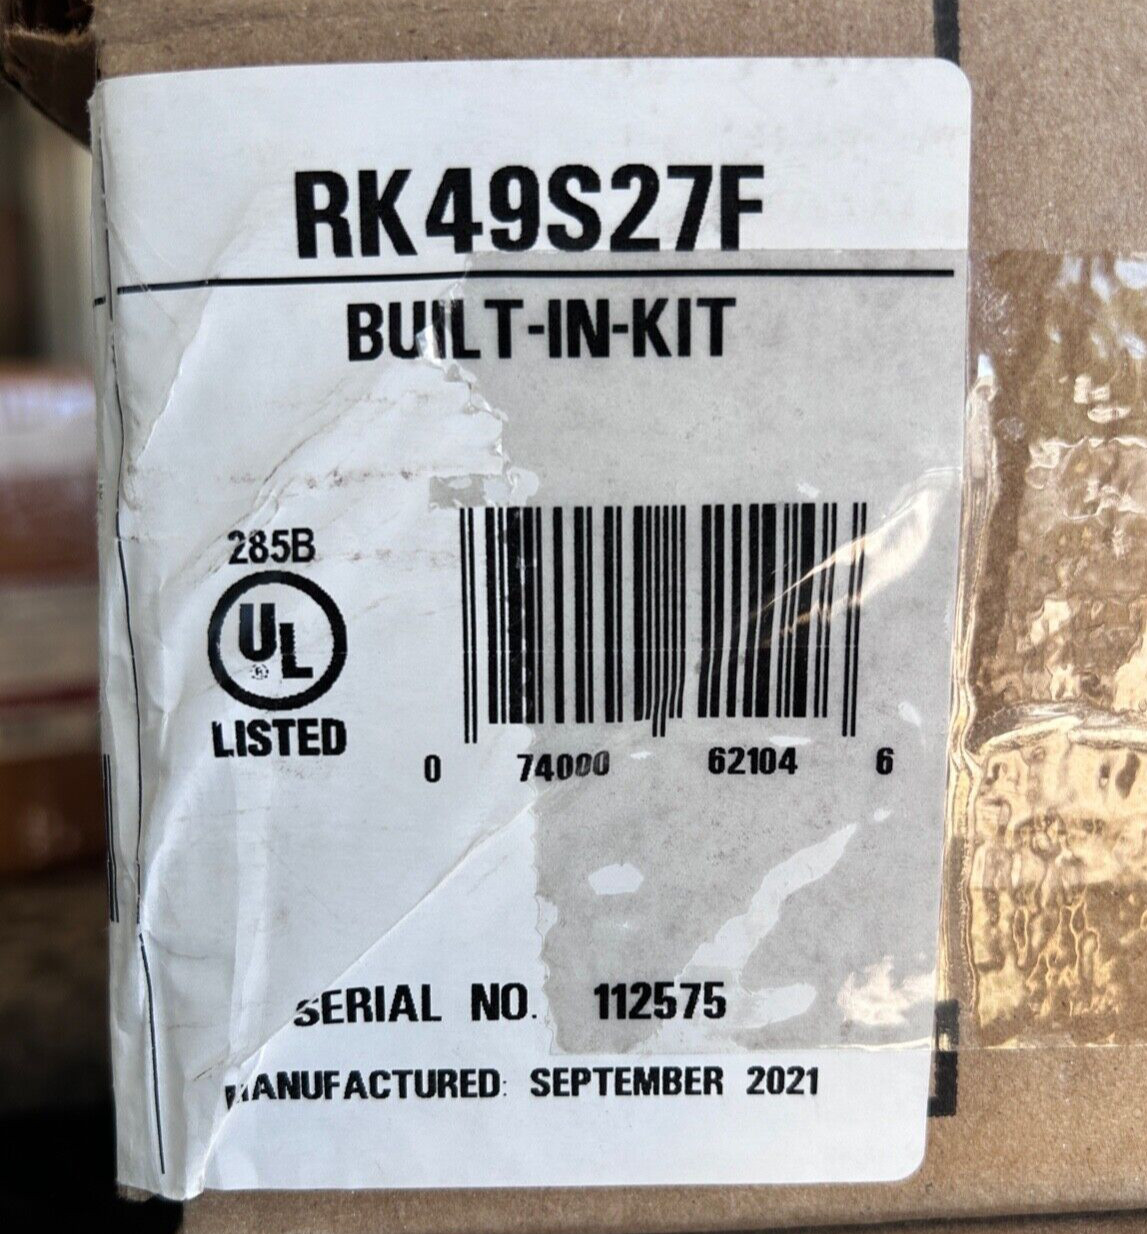 RK49S27F
BUILT-IN-KIT
285B
UL
®
LISTED
0 74000 62104 6
SERIAL NO. 112575
MANUFACTURED: SEPTEMBER 2021